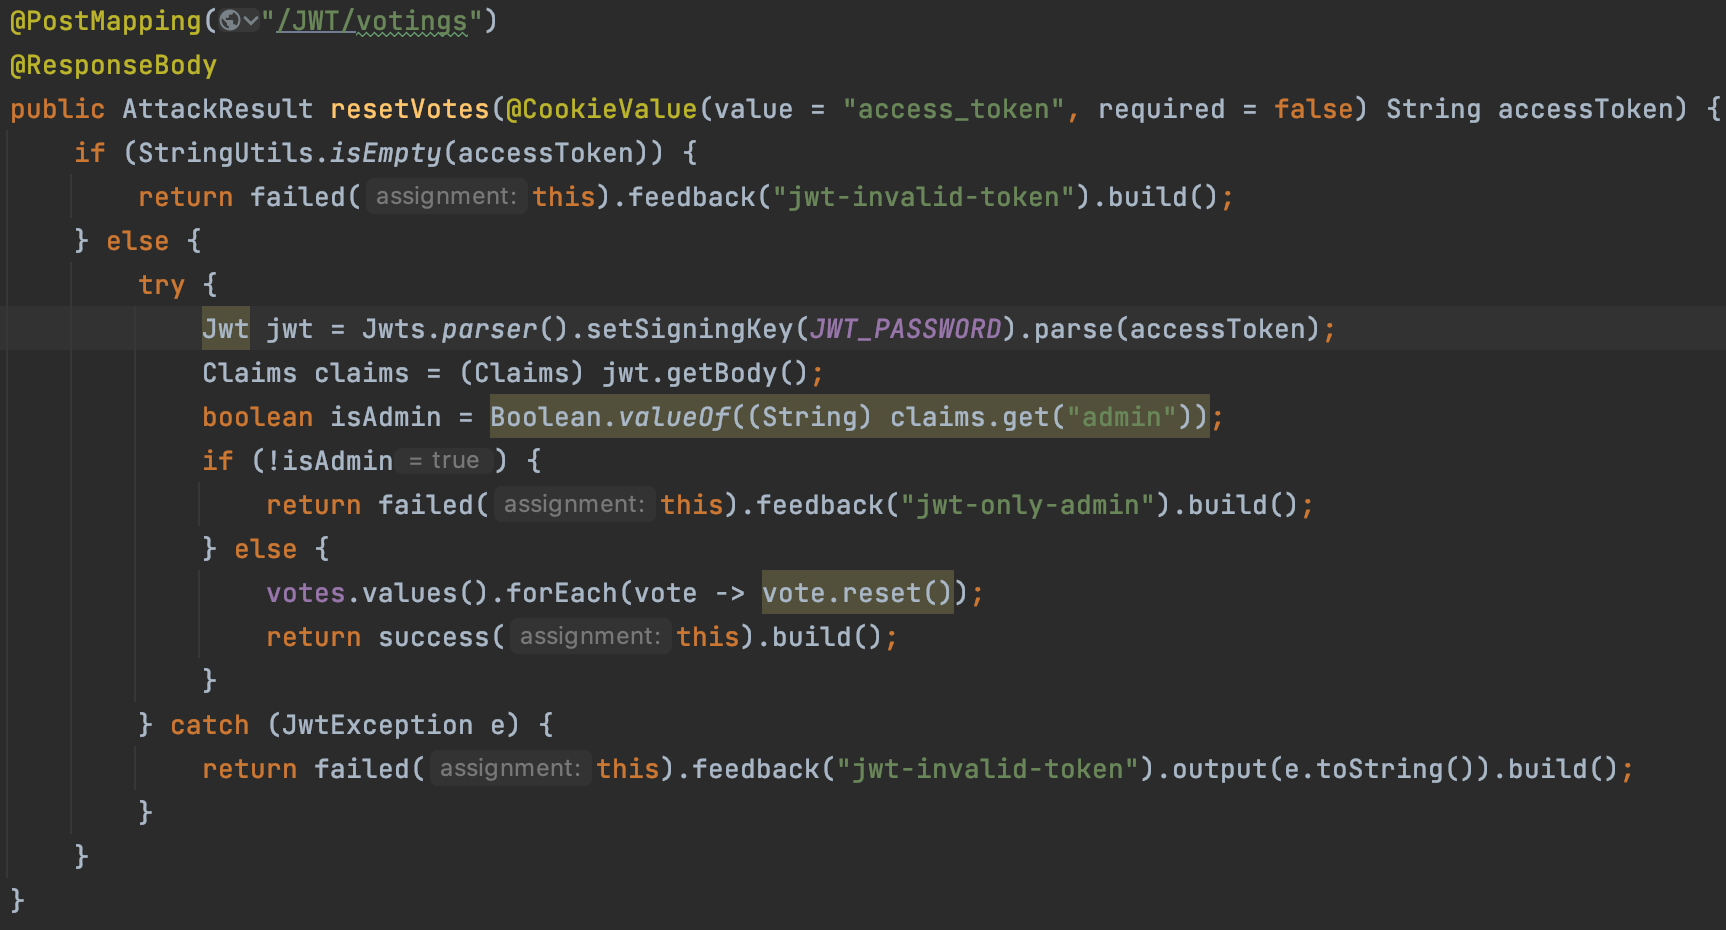 @PostMapping("/JWT/votings")
@ResponseBody
public AttackResult resetVotes(@CookieValue(value = "access_token", required = false) String accessToken) {
if (StringUtils.isEmpty(accessToken)) {
return failed( assignment: this).feedback("jwt-invalid-token").build();
} else {
try {
Jwt jwt = Jwts.parser().setSigningKey(JWT_PASSWORD).parse(accessToken);
Claims claims = (Claims) jwt.getBody();
boolean isAdmin = Boolean.valueOf((String) claims.get("admin"));
if (!isAdmin = true ) {
return failed( assignment: this).feedback("jwt-only-admin").build();
} else {
votes.values().forEach(vote -> vote.reset());
return success( assignment: this).build();
}
} catch (JwtException e) {
return failed( assignment: this).feedback("jwt-invalid-token").output(e.toString()).build();
}
}
}